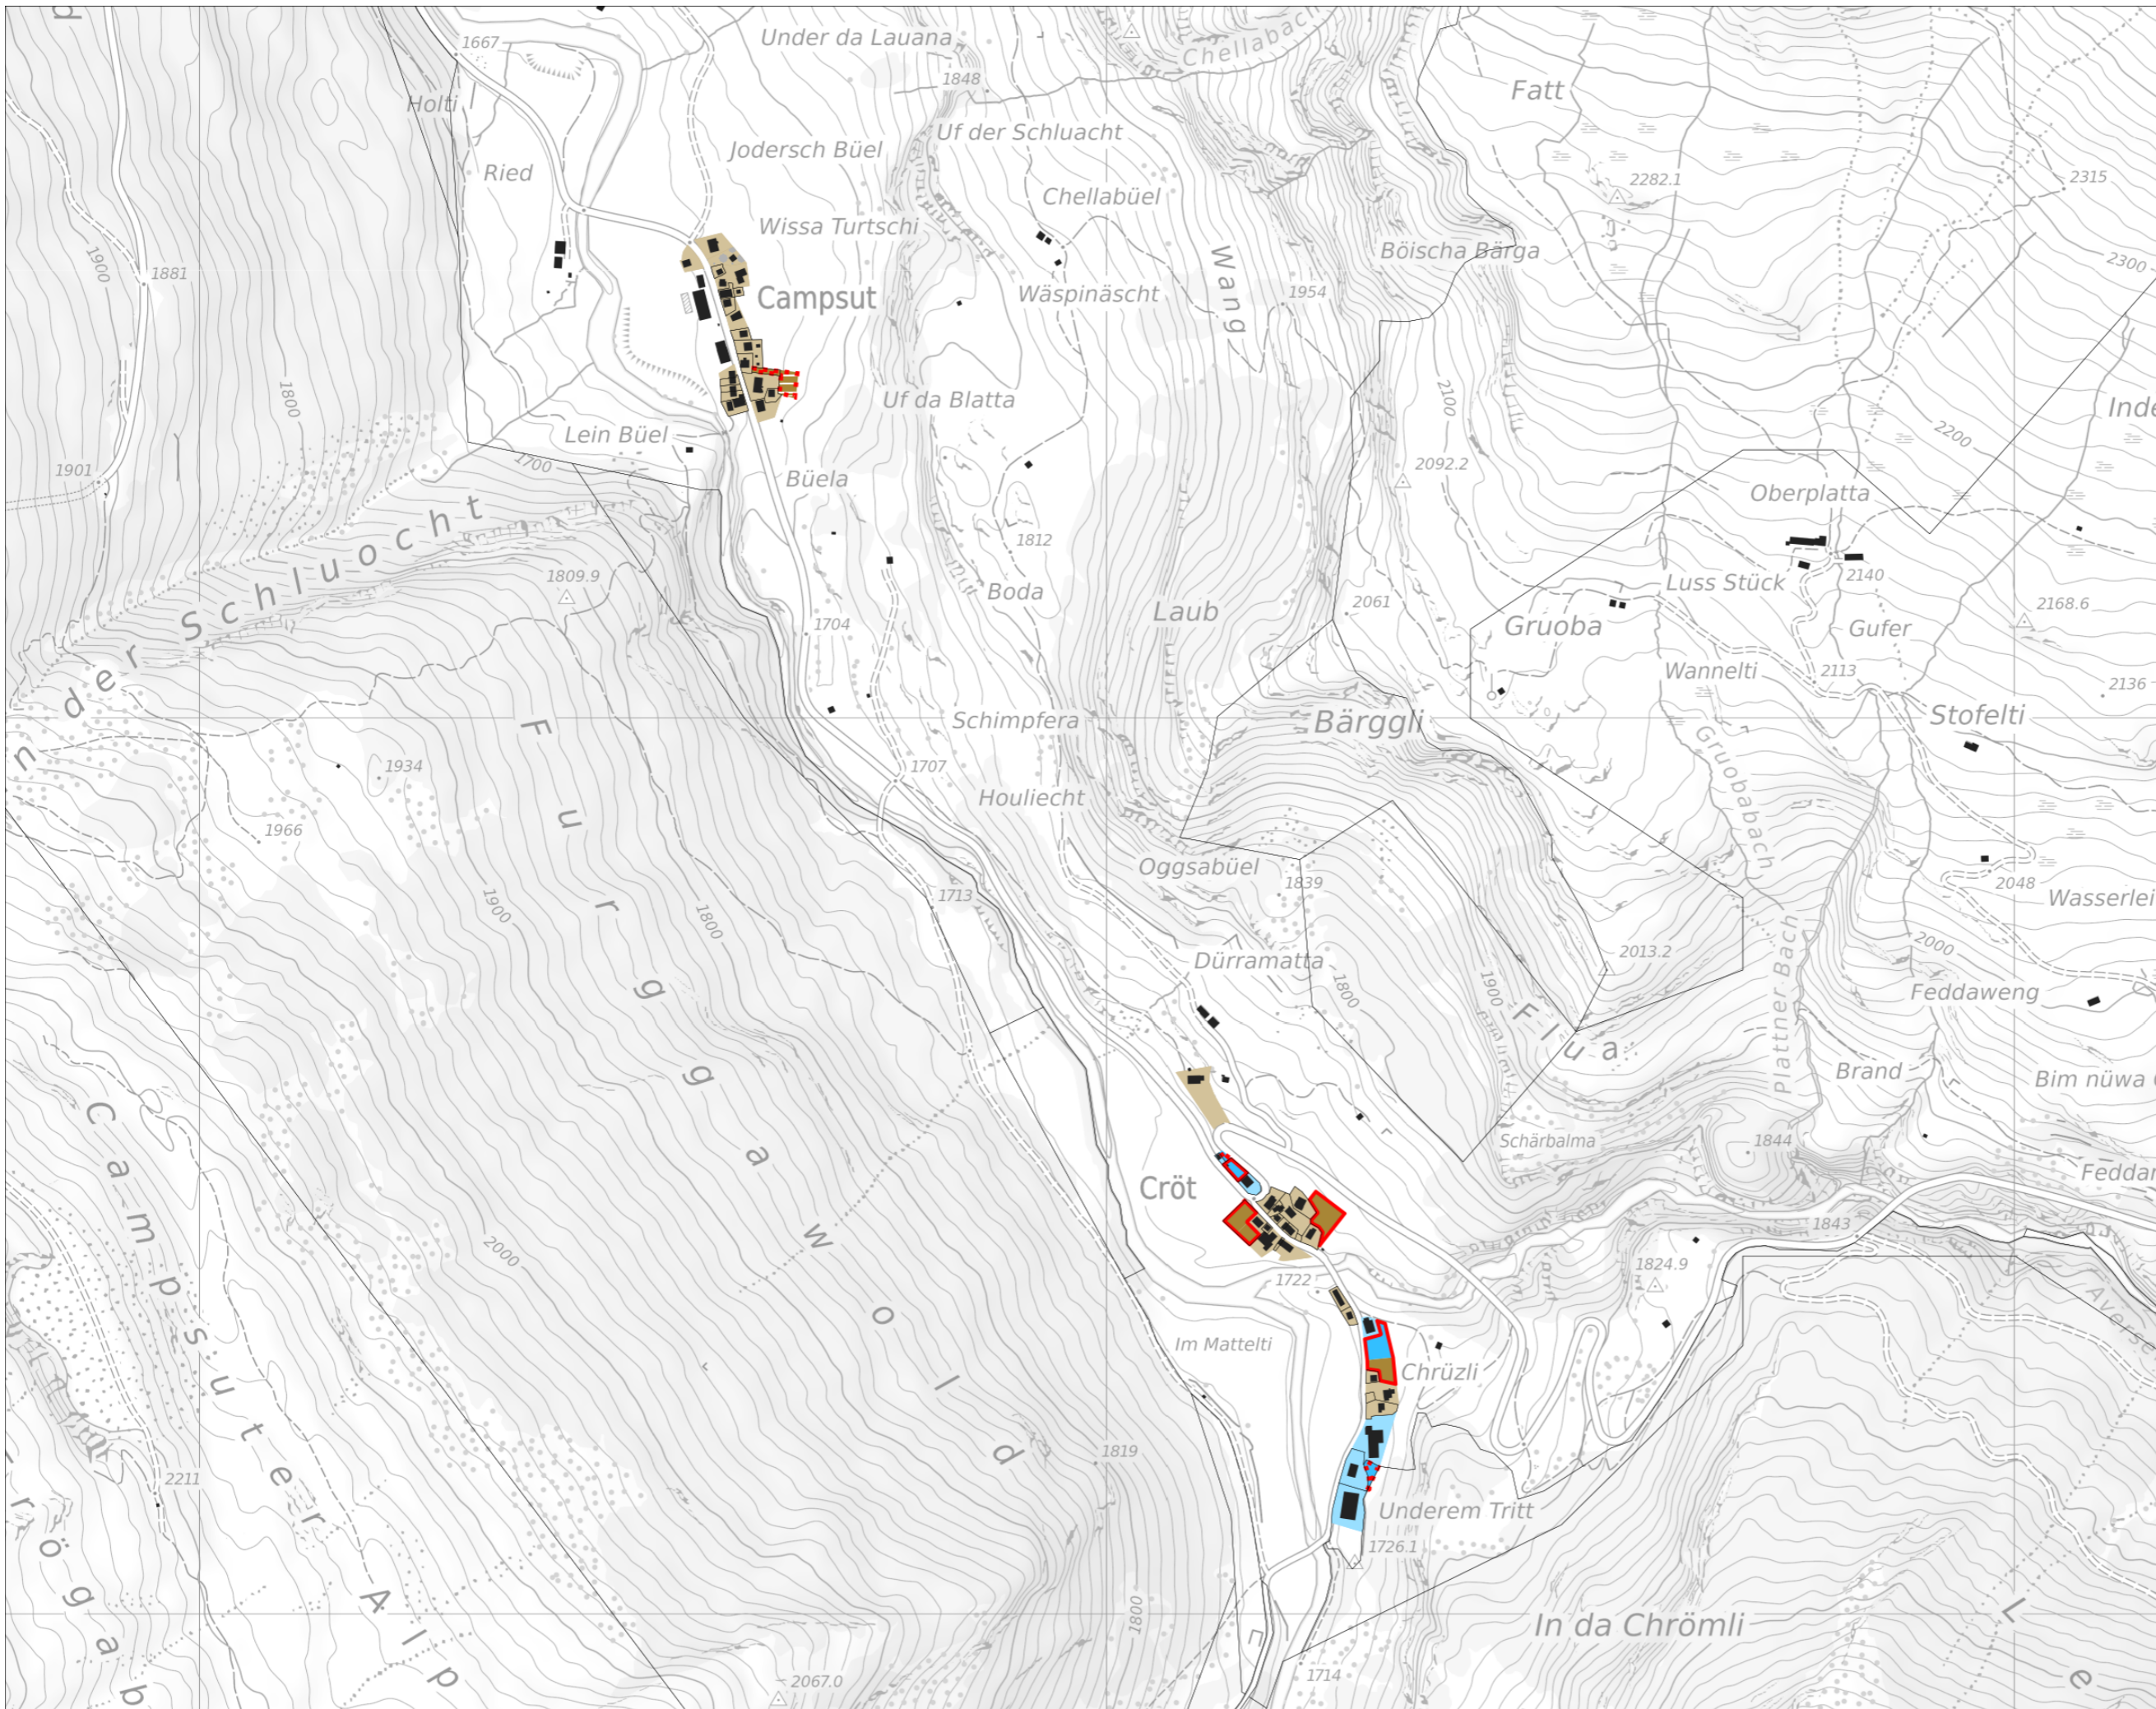 1667
Under da Lauana
Chellabach
1848
Fatt
Holti
Uf der Schluacht
Jodersch Büel
Ried
2315
2282.1
Chellabüel
Wissa Turtschi
1900
1881
Böischa Bärga
2300
Wang
Campsut
Wäspinäscht
1954
1800
2100
Uf da Blatta
Inde
Lein Büel
2200
1901
1700
2092.2
Büela
Oberplatta
n der Schluocht
1812
1809.9
2140
Boda
Luss Stück
2061
2168.6
Laub
1704
Gruoba
Gufer
Wannelti
2113
2136
Schimpfera
Bärggli
Stofelti
Gruobabach
1934
1707
Houliecht
1966
Oggsabüel
1839
2048
1713
1900
Wasserlei
1800
2000
2013.2
Dürramatta
1800
1900
Feddaweng
Flua
Plattner Bach
Brand
Bim nüwa
Schärbalma
1844
Furggawold
Feddar
Cröt
1843
2000
1722
1824.9
Avers
Im Mattelti
Chrüzli
Campsuter Alp
1819
2211
Underem Tritt
1726.1
rögab
1800
In da Chrömli
L e
2067.0
1714